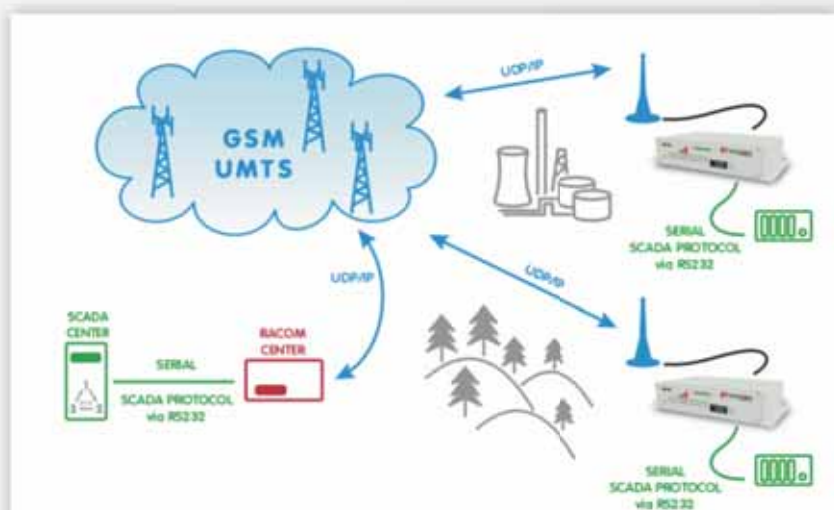 UDP/IP
GSM
UMTS
SERIAL
SCADA PROTOCOL
via RS232
UDP/IP
UDP/IP
SCADA
CENTER
RACOM
CENTER
SERIAL
SCADA PROTOCOL
via RS232
SERIAL
SCADA PROTOCOL
via RS232